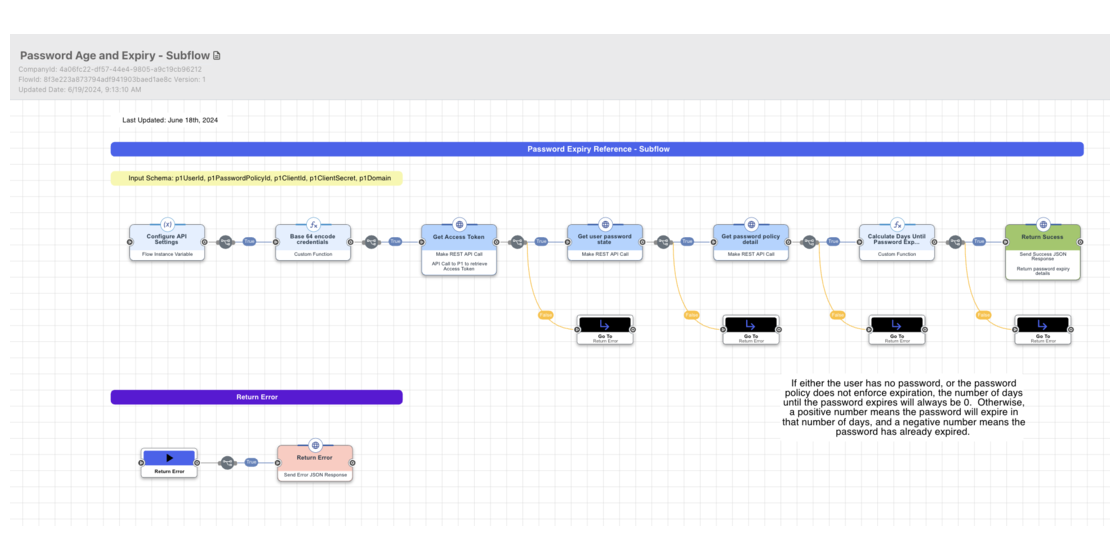 Password Age and Expiry - Subflow
CompanyId: 4a06fc22-df57-44e4-9805-a9c19cb96212
FlowId: 8f3e223a873794adf941903baed1ae8c Version: 1
Updated Date: 6/19/2024, 9:13:10 AM
Last Updated: June 18th, 2024
Password Expiry Reference - Subflow
Input Schema: p1UserId, p1PasswordPolicyId, p1ClientId, p1ClientSecret, p1Domain
Configure API
Settings
Flow Instance Variable
True
Base 64 encode
credentials
Custom Function
True
Get Access Token
Make REST API Call
API Call to P1 to retrieve
Access Token
True
Get user password
state
Make REST API Call
True
Get password policy
detail
Make REST API Call
True
Calculate Days Until
Password Exp...
Custom Function
True
Return Sucess
Send Success JSON
Response
Return password expiry
details
False
Go To
Return Error
False
Go To
Return Error
False
Go To
Return Error
False
Go To
Return Error
If either the user has no password, or the password
policy does not enforce expiration, the number of days
until the password expires will always be 0.  Otherwise,
a positive number means the password will expire in
that number of days, and a negative number means the
password has already expired.
Return Error
Return Error
True
Return Error
Send Error JSON Response